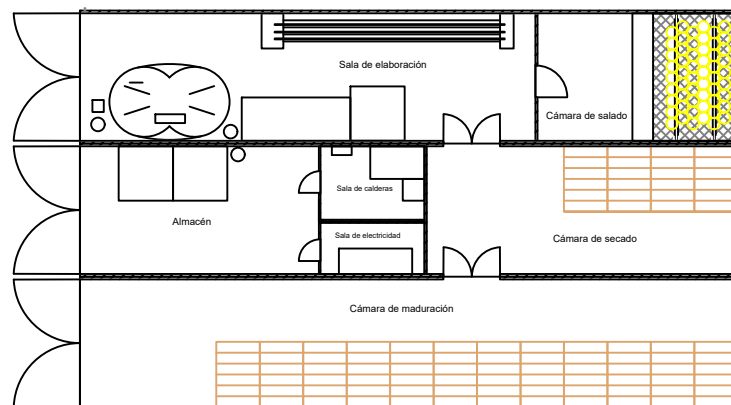 Sala de elaboración
Cámara de salado
Sala de calderas
Almacén
Sala de electricidad
Cámara de secado
Cámara de maduración